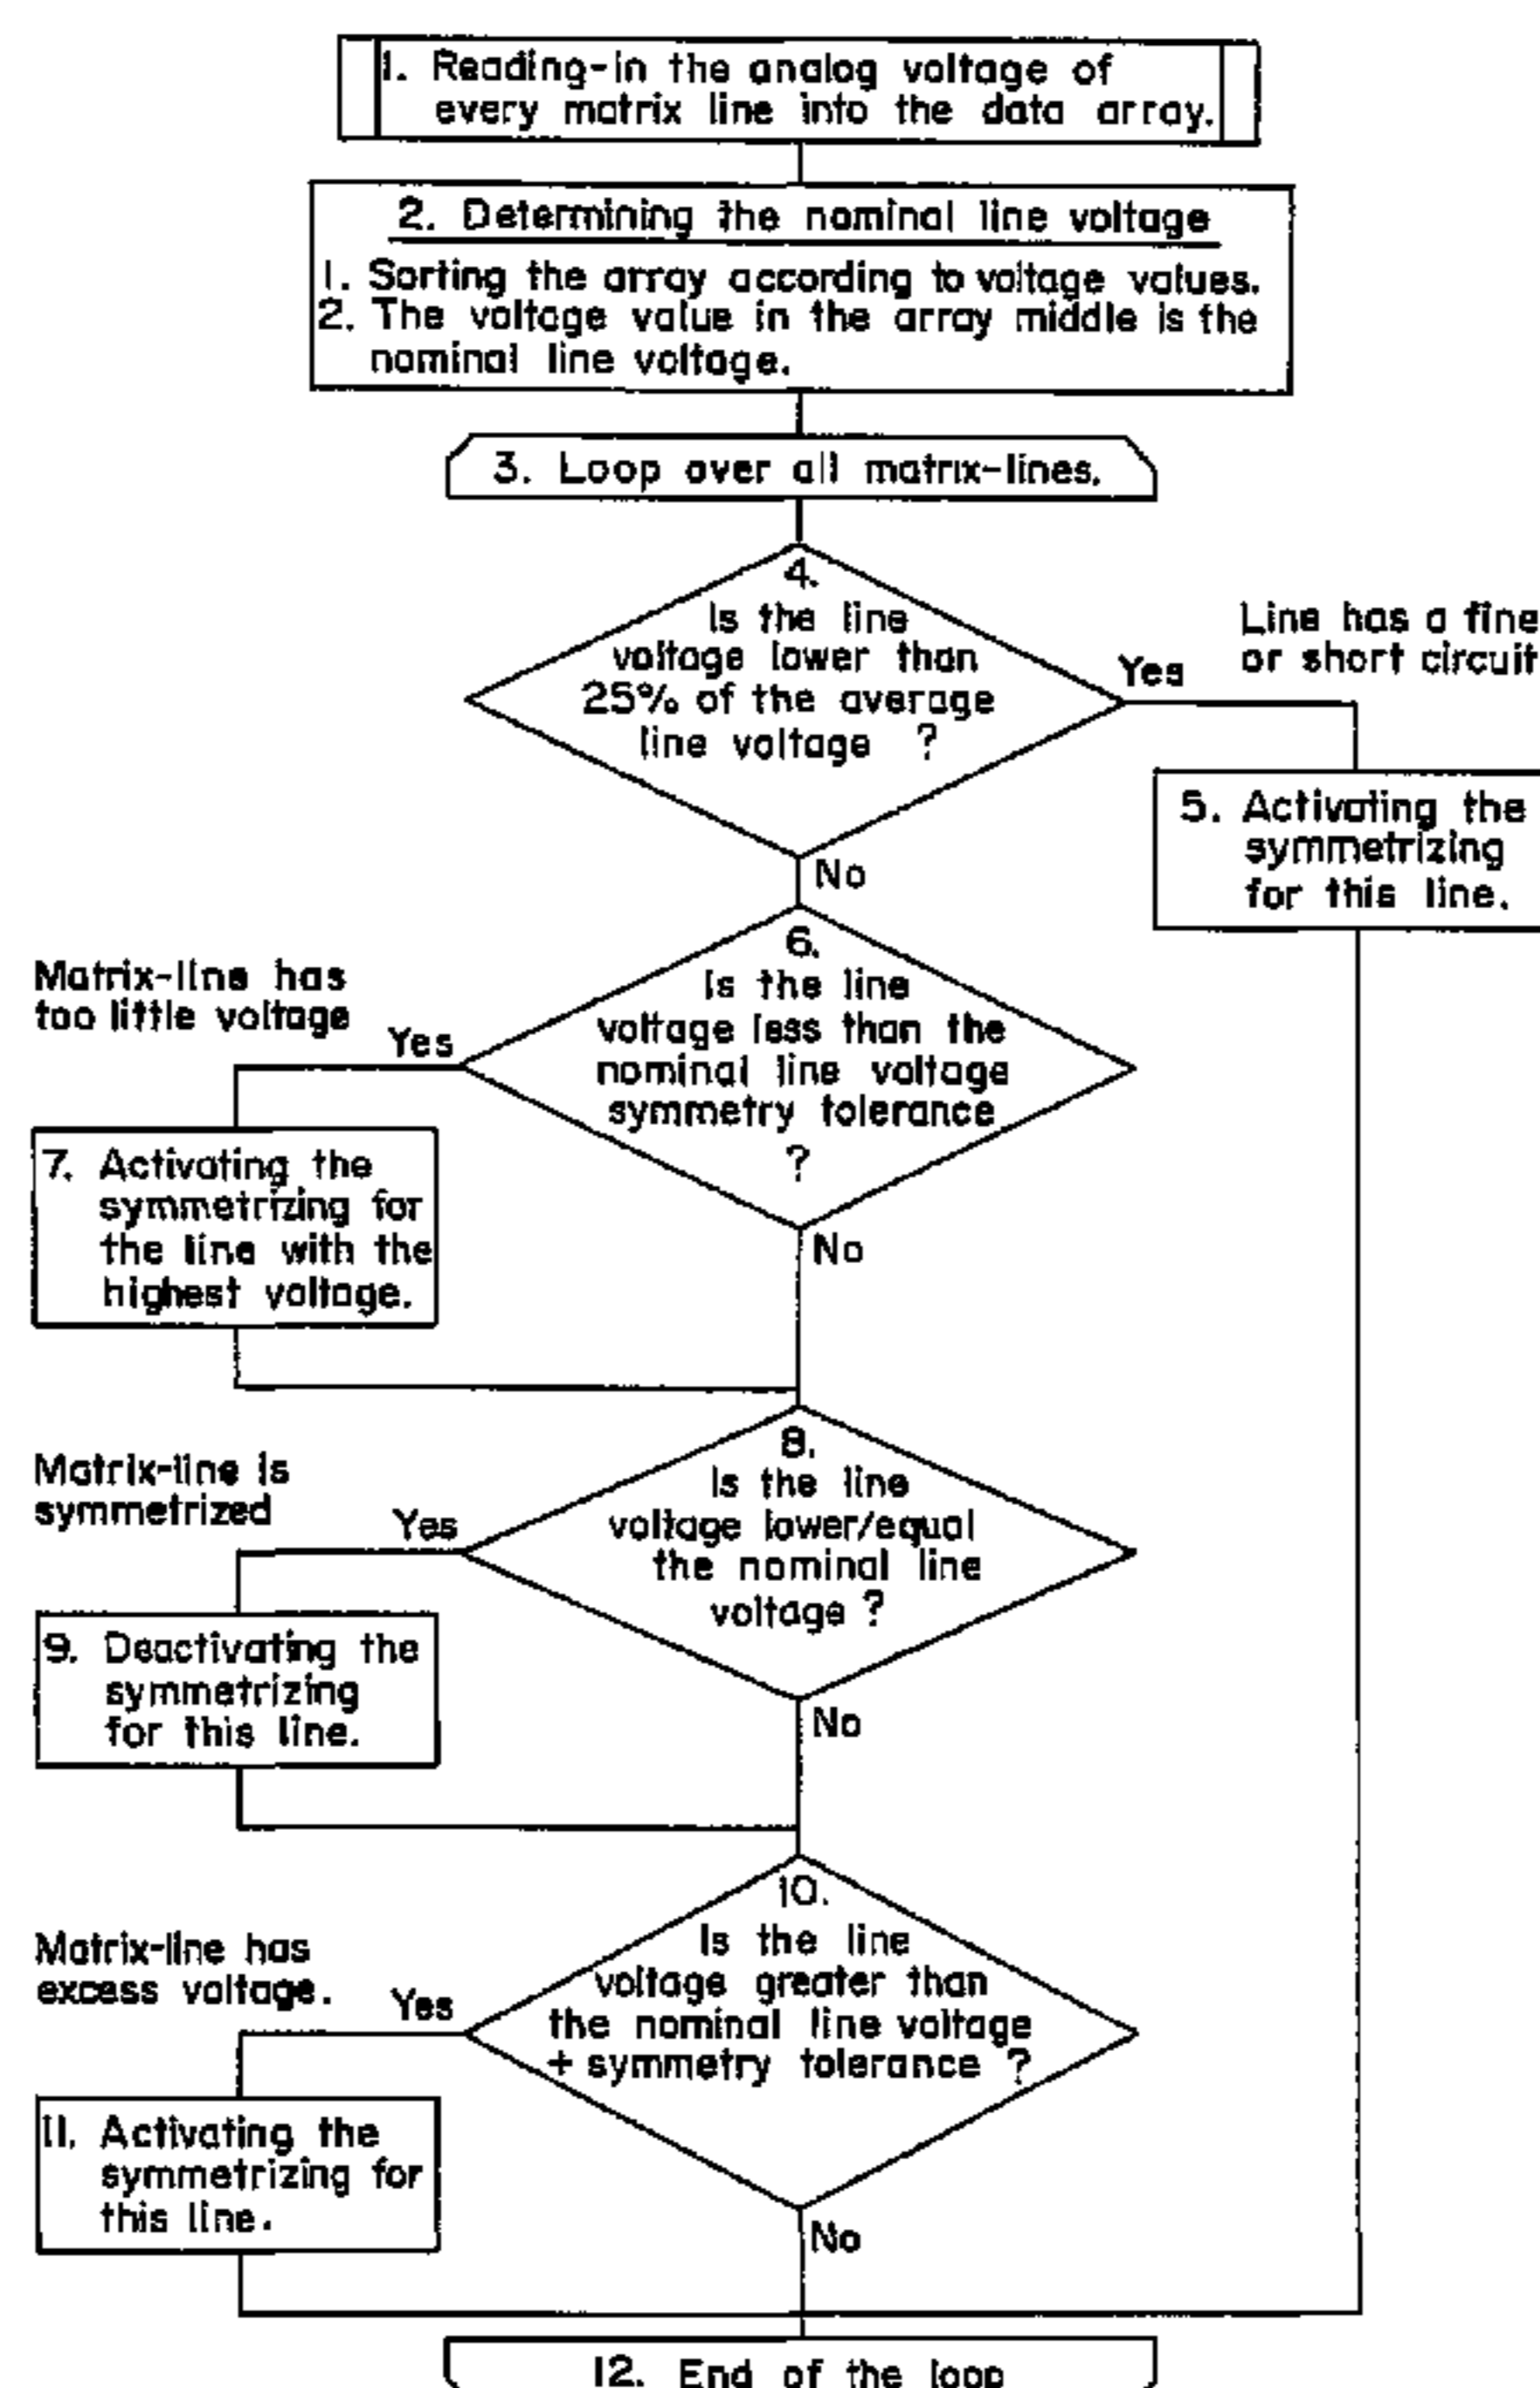 1. Reading-in the analog voltage of
every matrix line into the data array.
2. Determining the nominal line voltage
1. Sorting the array according to voltage values.
2. The voltage value in the array middle is the
nominal line voltage.
3. Loop over all matrix-lines.
4.
Is the line
voltage lower than
25% of the average
line voltage ?
Yes
Line has a fine
or short circuit
5. Activating the
symmetrizing
for this line.
No
6.
Is the line
voltage less than the
nominal line voltage
symmetry tolerance
?
Matrix-line has
too little voltage
Yes
7. Activating the
symmetrizing for
the line with the
highest voltage.
No
8.
Is the line
voltage lower/equal
the nominal line
voltage ?
Matrix-line is
symmetrized
Yes
9. Deactivating the
symmetrizing
for this line.
No
10.
Is the line
voltage greater than
the nominal line voltage
+ symmetry tolerance ?
Matrix-line has
excess voltage.
Yes
11. Activating the
symmetrizing for
this line.
No
12. End of the loop